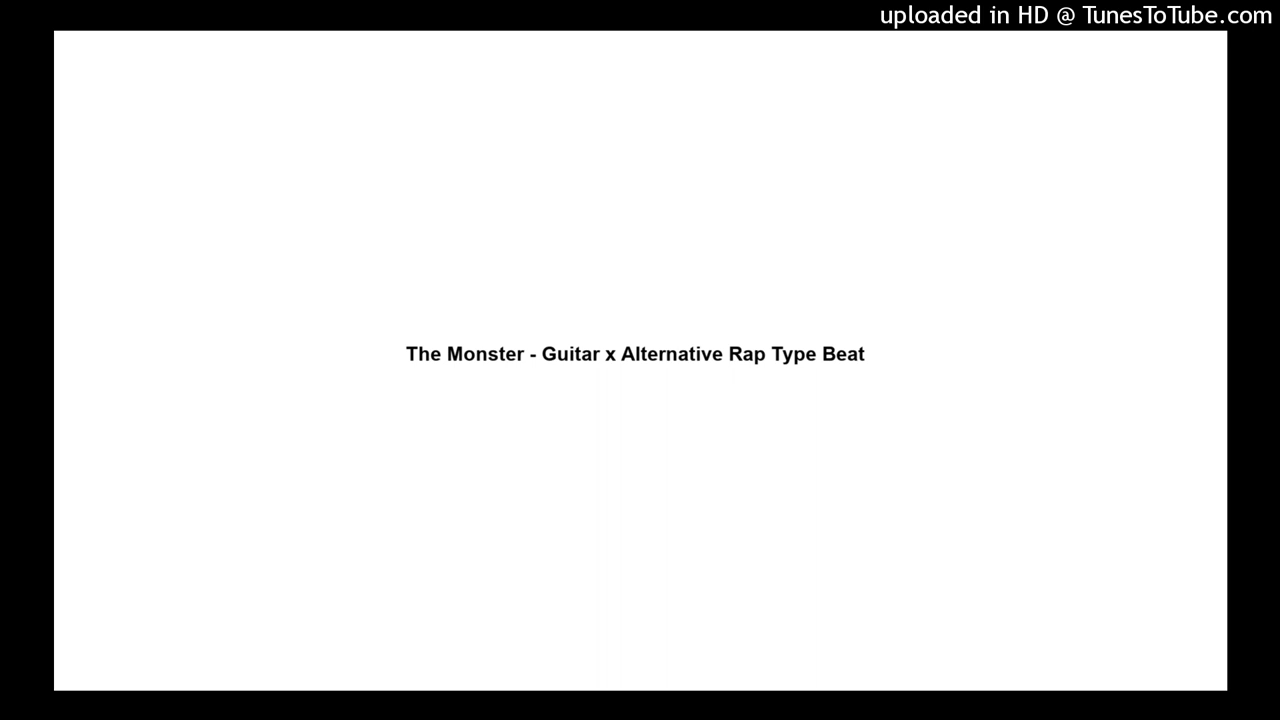 uploaded in HD @ TunesToTube.com
The Monster - Guitar x Alternative Rap Type Beat